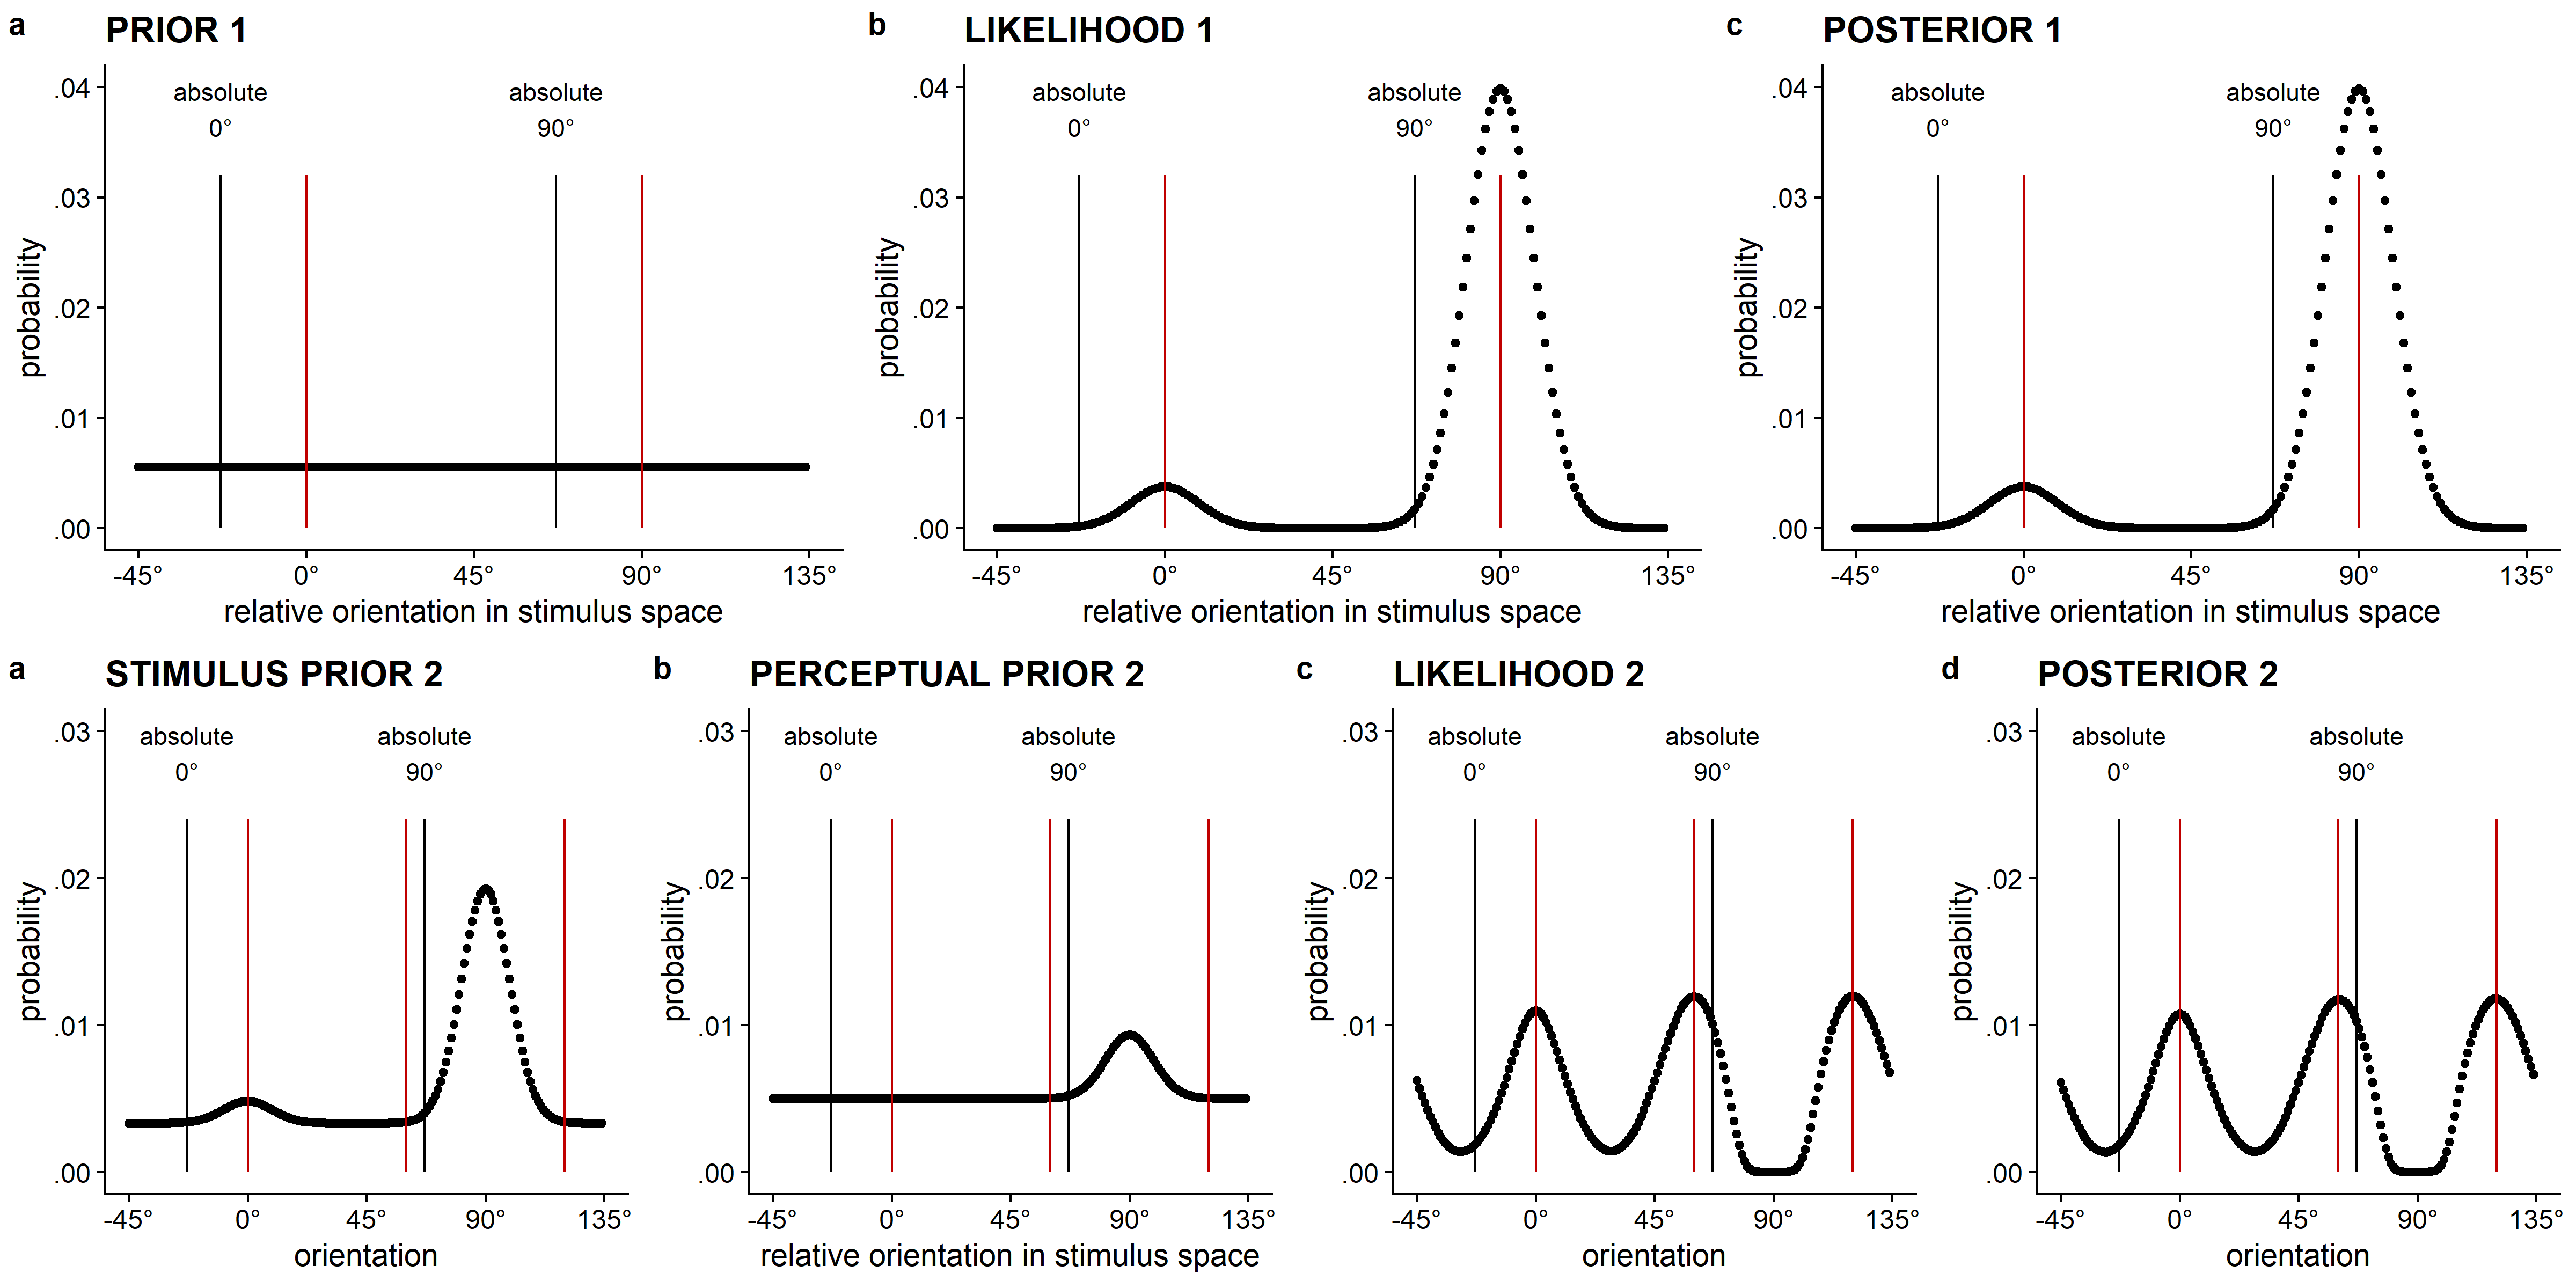 a PRIOR 1
.04
.03
.02
.01
.00
absolute
0°
absolute
90°
probability
-45° 0° 45° 90° 135°
relative orientation in stimulus space
b LIKELIHOOD 1
.04
.03
.02
.01
.00
absolute
0°
absolute
90°
probability
-45° 0° 45° 90° 135°
relative orientation in stimulus space
c POSTERIOR 1
.04
.03
.02
.01
.00
absolute
0°
absolute
90°
probability
-45° 0° 45° 90° 135°
relative orientation in stimulus space
a STIMULUS PRIOR 2
.03
.02
.01
.00
absolute
0°
absolute
90°
probability
-45° 0° 45° 90° 135°
orientation
b PERCEPTUAL PRIOR 2
.03
.02
.01
.00
absolute
0°
absolute
90°
probability
-45° 0° 45° 90° 135°
relative orientation in stimulus space
c LIKELIHOOD 2
.03
.02
.01
.00
absolute
0°
absolute
90°
probability
-45° 0° 45° 90° 135°
orientation
d POSTERIOR 2
.03
.02
.01
.00
absolute
0°
absolute
90°
probability
-45° 0° 45° 90° 135°
orientation